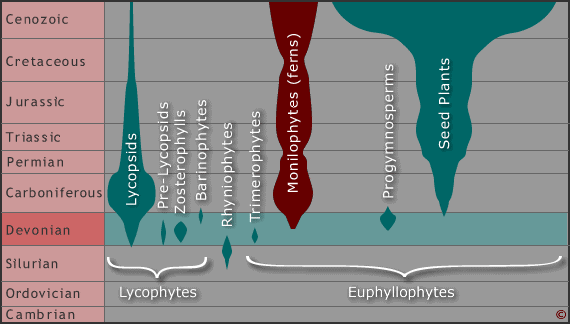 Cenozoic
Cretaceous
Jurassic
Triassic
Permian
Carboniferous
Devonian
Silurian
Ordovician
Cambrian
Lycopsids
Pre-Lycopsids
Zosterophylls
Barinophytes
Rhyniophytes
Trimerophytes
Monilophytes (ferns)
Progymnosperms
Seed Plants
Lycophytes
Euphyllophytes
©